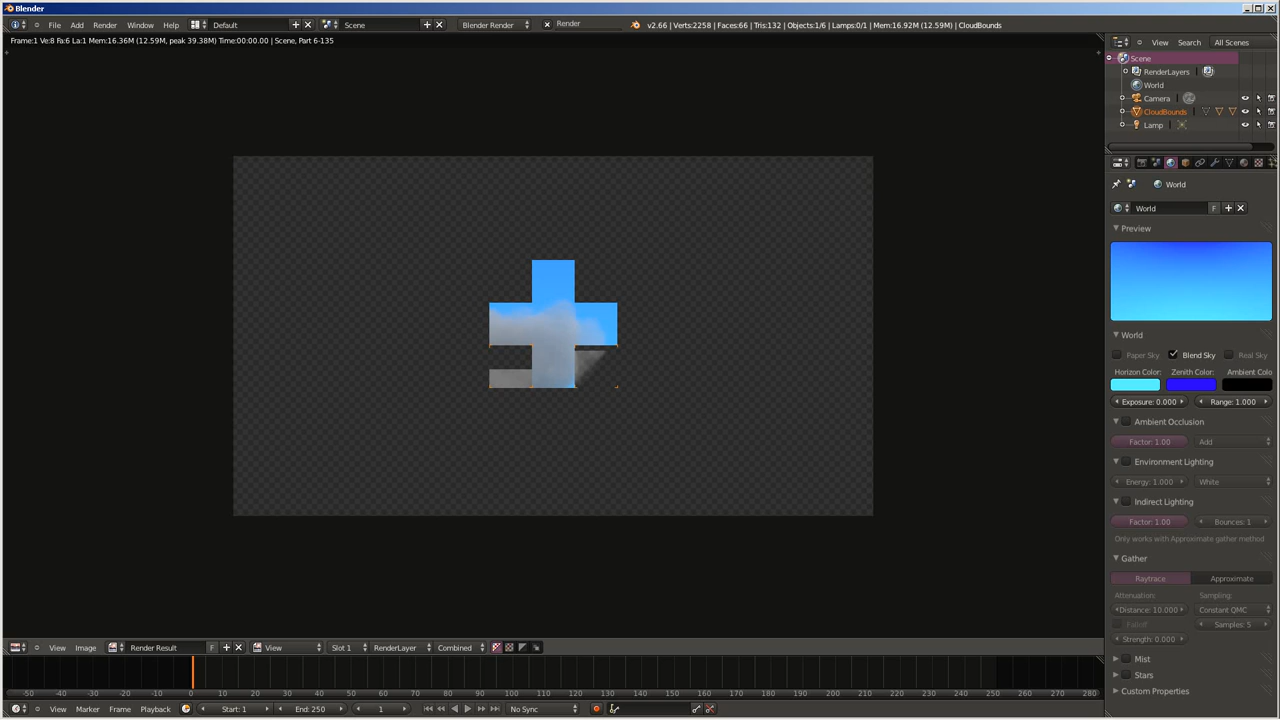 Blender
File Add Render Window Help Default Scene Blender Render Render v2.66 | Verts:2258 | Faces:66 | Tris:132 | Objects:1/6 | Lamps:0/1 | Mem:16.92M (12.59M) | CloudBounds
Frame:1 Ve:8 Fa:6 La:1 Mem:16.36M (12.59M, peak 39.38M) Time:00:00.00 | Scene, Part 6-135
View Search All Scenes
Scene
RenderLayers
World
Camera
CloudBounds
Lamp
World
World F
Preview
World
Paper Sky Blend Sky Real Sky
Horizon Color: Zenith Color: Ambient Colo
Exposure: 0.000 Range: 1.000
Ambient Occlusion
Factor: 1.00 Add
Environment Lighting
Energy: 1.000 White
Indirect Lighting
Factor: 1.00 Bounces: 1
Only works with Approximate gather method
Gather
Raytrace Approximate
Attenuation: Sampling:
Distance: 10.000 Constant QMC
Falloff Samples: 5
Strength: 0.000
Mist
Stars
Custom Properties
View Image Render Result F View Slot 1 RenderLayer Combined
-50 -40 -30 -20 -10 0 10 20 30 40 50 60 70 80 90 100 110 120 130 140 150 160 170 180 190 200 210 220 230 240 250 260 270 280
View Marker Frame Playback Start: 1 End: 250 1 No Sync